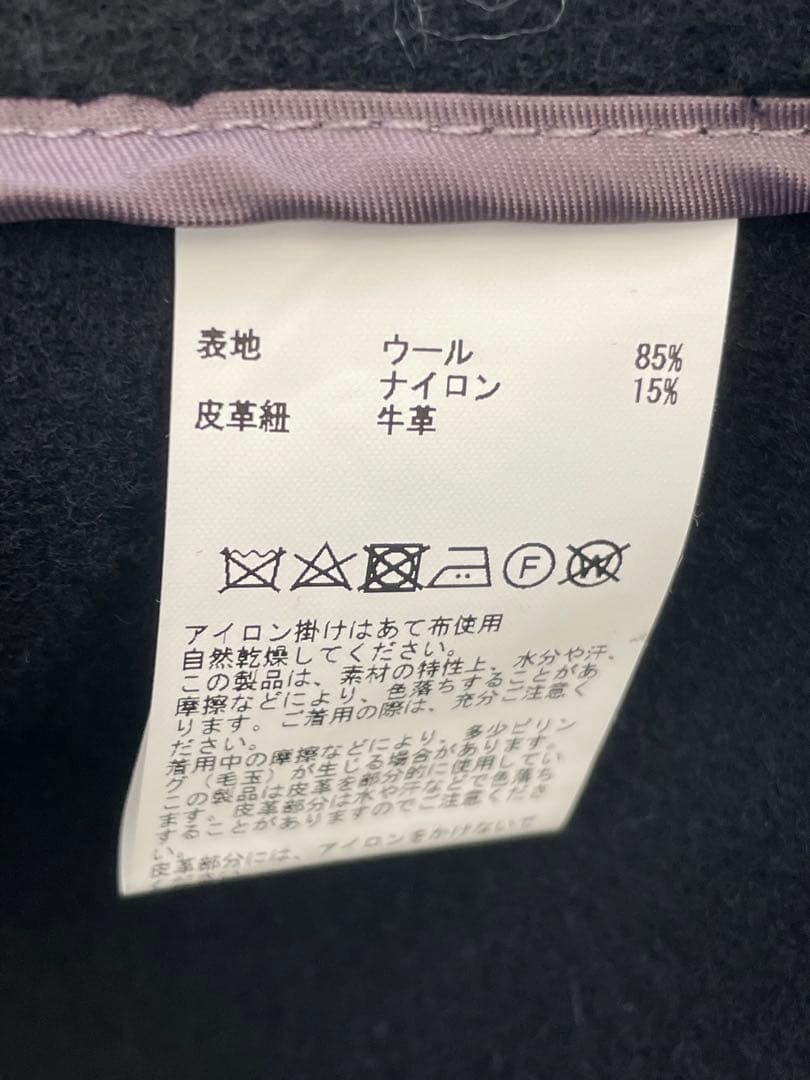 表地 ウール 85%
ナイロン 15%
皮革紐 牛革
F
W
アイロン掛けはあて布使用
自然乾燥してください。
この製品は、素材の特性上、水分や汗、
摩擦などにより、色落ちすることがあ
ります。ご着用の際は、充分ご注意く
ださい。
着用中の摩擦などにより、多少ピリン
グ（毛玉）が生じる場合があります。
この製品は皮革を部分的に使用してい
ます。皮革部分は水や汗などで色落ち
することがありますのでご注意くださ
い。
皮革部分には、アイロンをかけないで